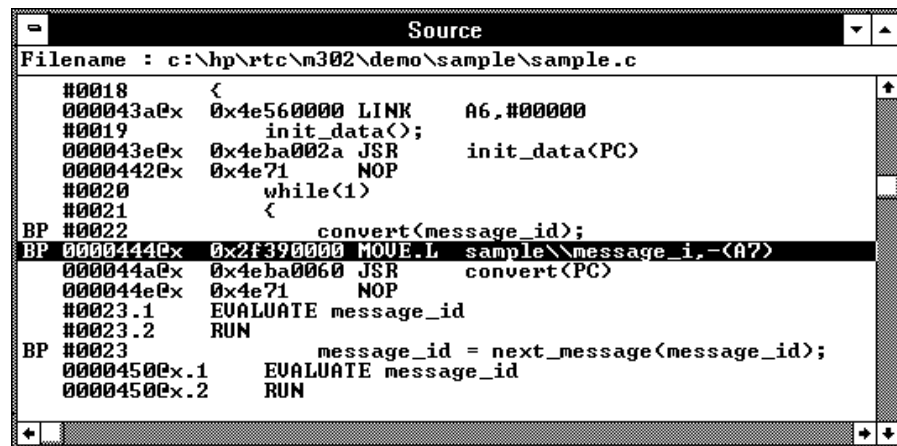 Source
Filename : c:\hp\rtc\m302\demo\sample\sample.c
#0018 {
000043a@x 0x4e560000 LINK A6,#00000
#0019 init_data();
000043e@x 0x4eba002a JSR init_data(PC)
0000442@x 0x4e71 NOP
#0020 while(1)
#0021 {
BP #0022 convert(message_id);
BP 0000444@x 0x2f390000 MOVE.L sample\\message_i,-(A7)
000044a@x 0x4eba0060 JSR convert(PC)
000044e@x 0x4e71 NOP
#0023.1 EVALUATE message_id
#0023.2 RUN
BP #0023 message_id = next_message(message_id);
0000450@x.1 EVALUATE message_id
0000450@x.2 RUN